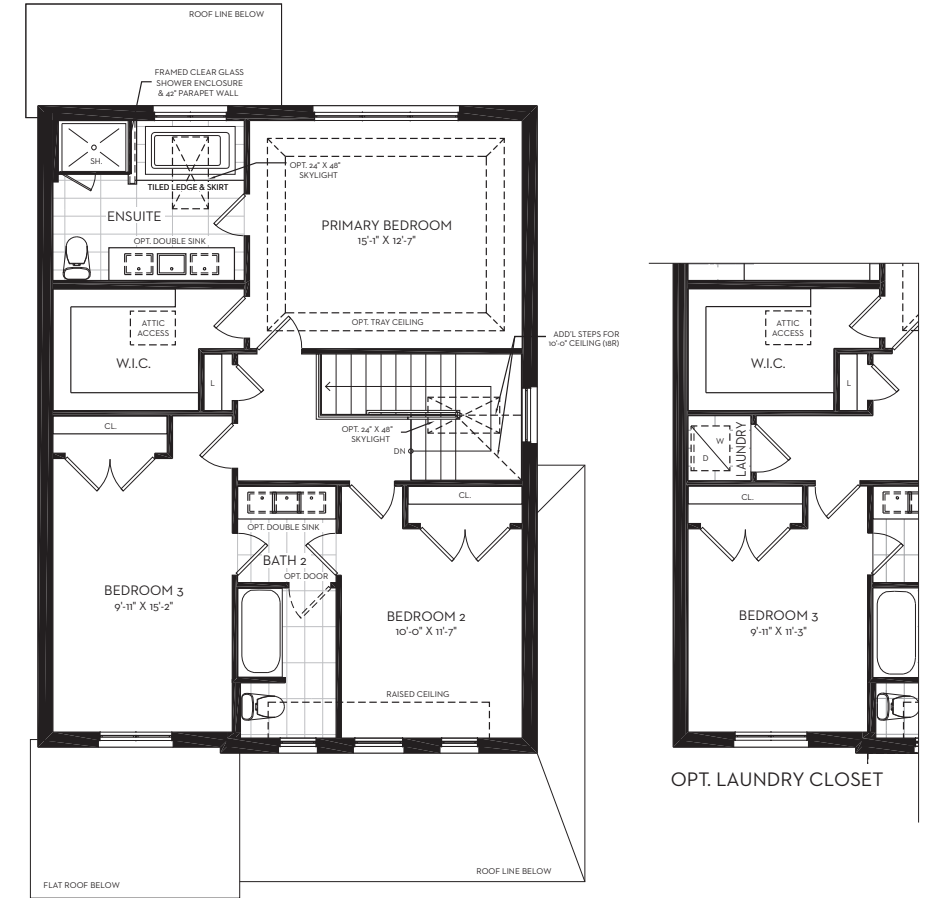 ROOF LINE BELOW
FRAMED CLEAR GLASS
SHOWER ENCLOSURE
& 42" PARAPET WALL
SH.
TILED LEDGE & SKIRT
OPT. 24" X 48"
SKYLIGHT
ENSUITE
OPT. DOUBLE SINK
PRIMARY BEDROOM
15'-1" X 12'-7"
OPT. TRAY CEILING
ATTIC
ACCESS
W.I.C.
L
ADD'L STEPS FOR
10'-0" CEILING (18R)
OPT. 24" X 48"
SKYLIGHT
DN
CL.
CL.
OPT. DOUBLE SINK
BATH 2
OPT. DOOR
BEDROOM 3
9'-11" X 15'-2"
BEDROOM 2
10'-0" X 11'-7"
RAISED CEILING
FLAT ROOF BELOW
ROOF LINE BELOW
ATTIC
ACCESS
W.I.C.
L
W
D
LAUNDRY
CL.
BEDROOM 3
9'-11" X 11'-3"
OPT. LAUNDRY CLOSET